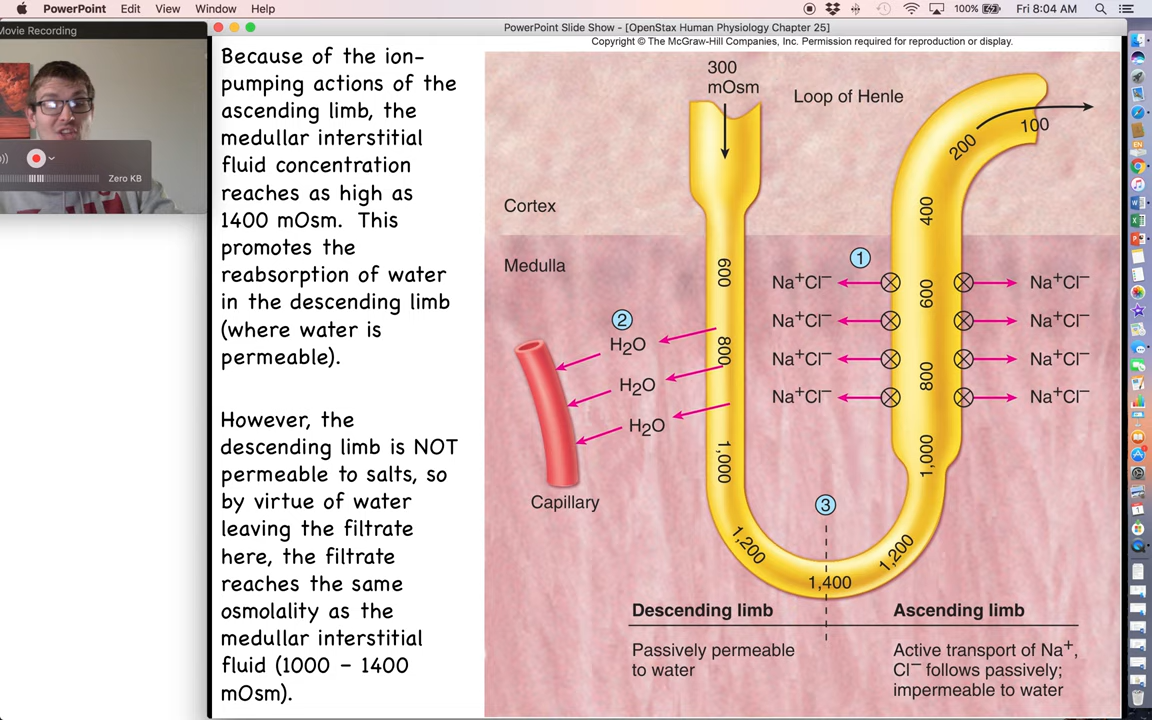 PowerPoint Edit View Window Help
100% Fri 8:04 AM
Movie Recording
Zero KB
PowerPoint Slide Show - [OpenStax Human Physiology Chapter 25]
Copyright © The McGraw-Hill Companies, Inc. Permission required for reproduction or display.
Because of the ion-
pumping actions of the
ascending limb, the
medullar interstitial
fluid concentration
reaches as high as
1400 mOsm. This
promotes the
reabsorption of water
in the descending limb
(where water is
permeable).
However, the
descending limb is NOT
permeable to salts, so
by virtue of water
leaving the filtrate
here, the filtrate
reaches the same
osmolality as the
medullar interstitial
fluid (1000 – 1400
mOsm).
300
mOsm
Loop of Henle
100
200
400
Cortex
Medulla
1
600
600
Na⁺Cl⁻
Na⁺Cl⁻
2
Na⁺Cl⁻
Na⁺Cl⁻
H₂O
800
Na⁺Cl⁻
Na⁺Cl⁻
800
H₂O
Na⁺Cl⁻
Na⁺Cl⁻
H₂O
1,000
1,000
Capillary
3
1,200
1,200
1,400
Descending limb
Passively permeable
to water
Ascending limb
Active transport of Na⁺,
Cl⁻ follows passively;
impermeable to water